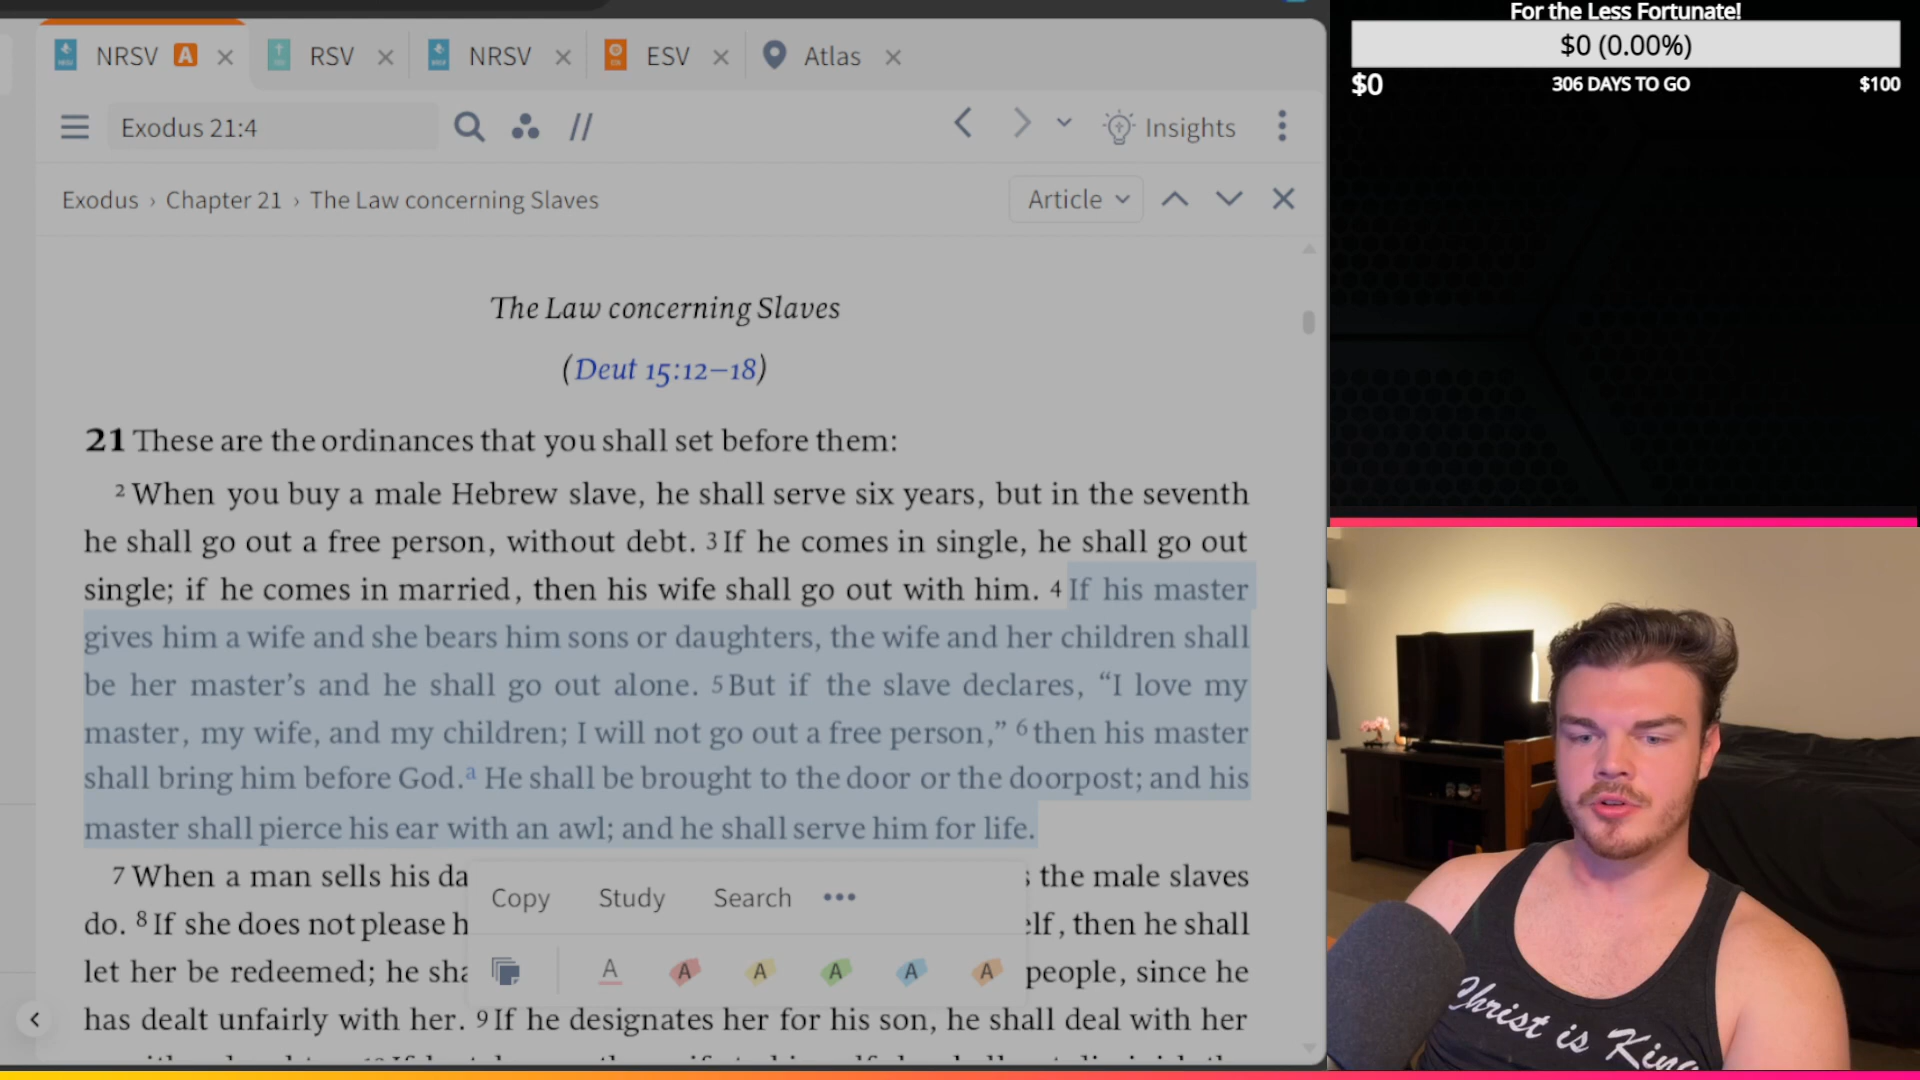 NRSV A RSV NRSV ESV Atlas
Exodus 21:4 Insights
Exodus › Chapter 21 › The Law concerning Slaves Article
The Law concerning Slaves
(Deut 15:12–18)
21 These are the ordinances that you shall set before them:
2 When you buy a male Hebrew slave, he shall serve six years, but in the seventh
he shall go out a free person, without debt. 3 If he comes in single, he shall go out
single; if he comes in married, then his wife shall go out with him. 4 If his master
gives him a wife and she bears him sons or daughters, the wife and her children shall
be her master’s and he shall go out alone. 5 But if the slave declares, “I love my
master, my wife, and my children; I will not go out a free person,” 6 then his master
shall bring him before God.a He shall be brought to the door or the doorpost; and his
master shall pierce his ear with an awl; and he shall serve him for life.
7 When a man sells his da the male slaves
do. 8 If she does not please h elf, then he shall
let her be redeemed; he sha people, since he
has dealt unfairly with her. 9 If he designates her for his son, he shall deal with her
Copy Study Search •••
A A A A A A
For the Less Fortunate!
$0 (0.00%)
$0 306 DAYS TO GO $100
Christ is King